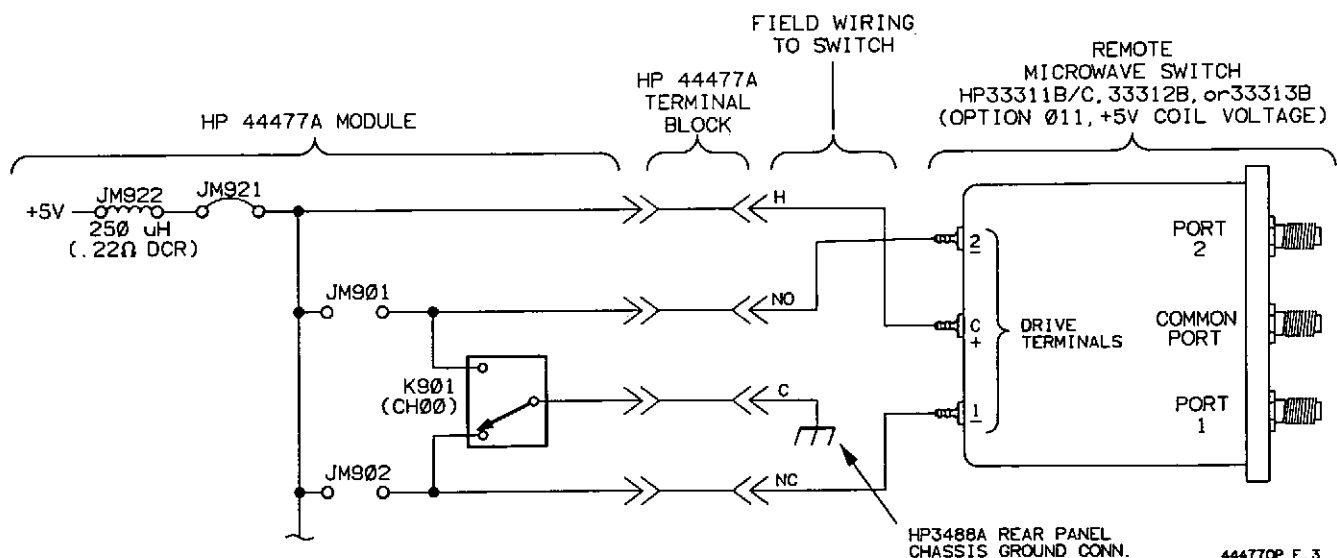 FIELD WIRING
TO SWITCH
REMOTE
MICROWAVE SWITCH
HP33311B/C, 33312B, or33313B
(OPTION Ø11, +5V COIL VOLTAGE)
HP 44477A
TERMINAL
BLOCK
HP 44477A MODULE
JM922
JM921
+5V
25Ø uH
(.22Ω DCR)
H
2
-
PORT
2
JM9Ø1
NO
C
+
DRIVE
TERMINALS
COMMON
PORT
K9Ø1
(CHØØ)
C
1
-
PORT
1
JM9Ø2
NC
HP3488A REAR PANEL
CHASSIS GROUND CONN.
44477OP F.3